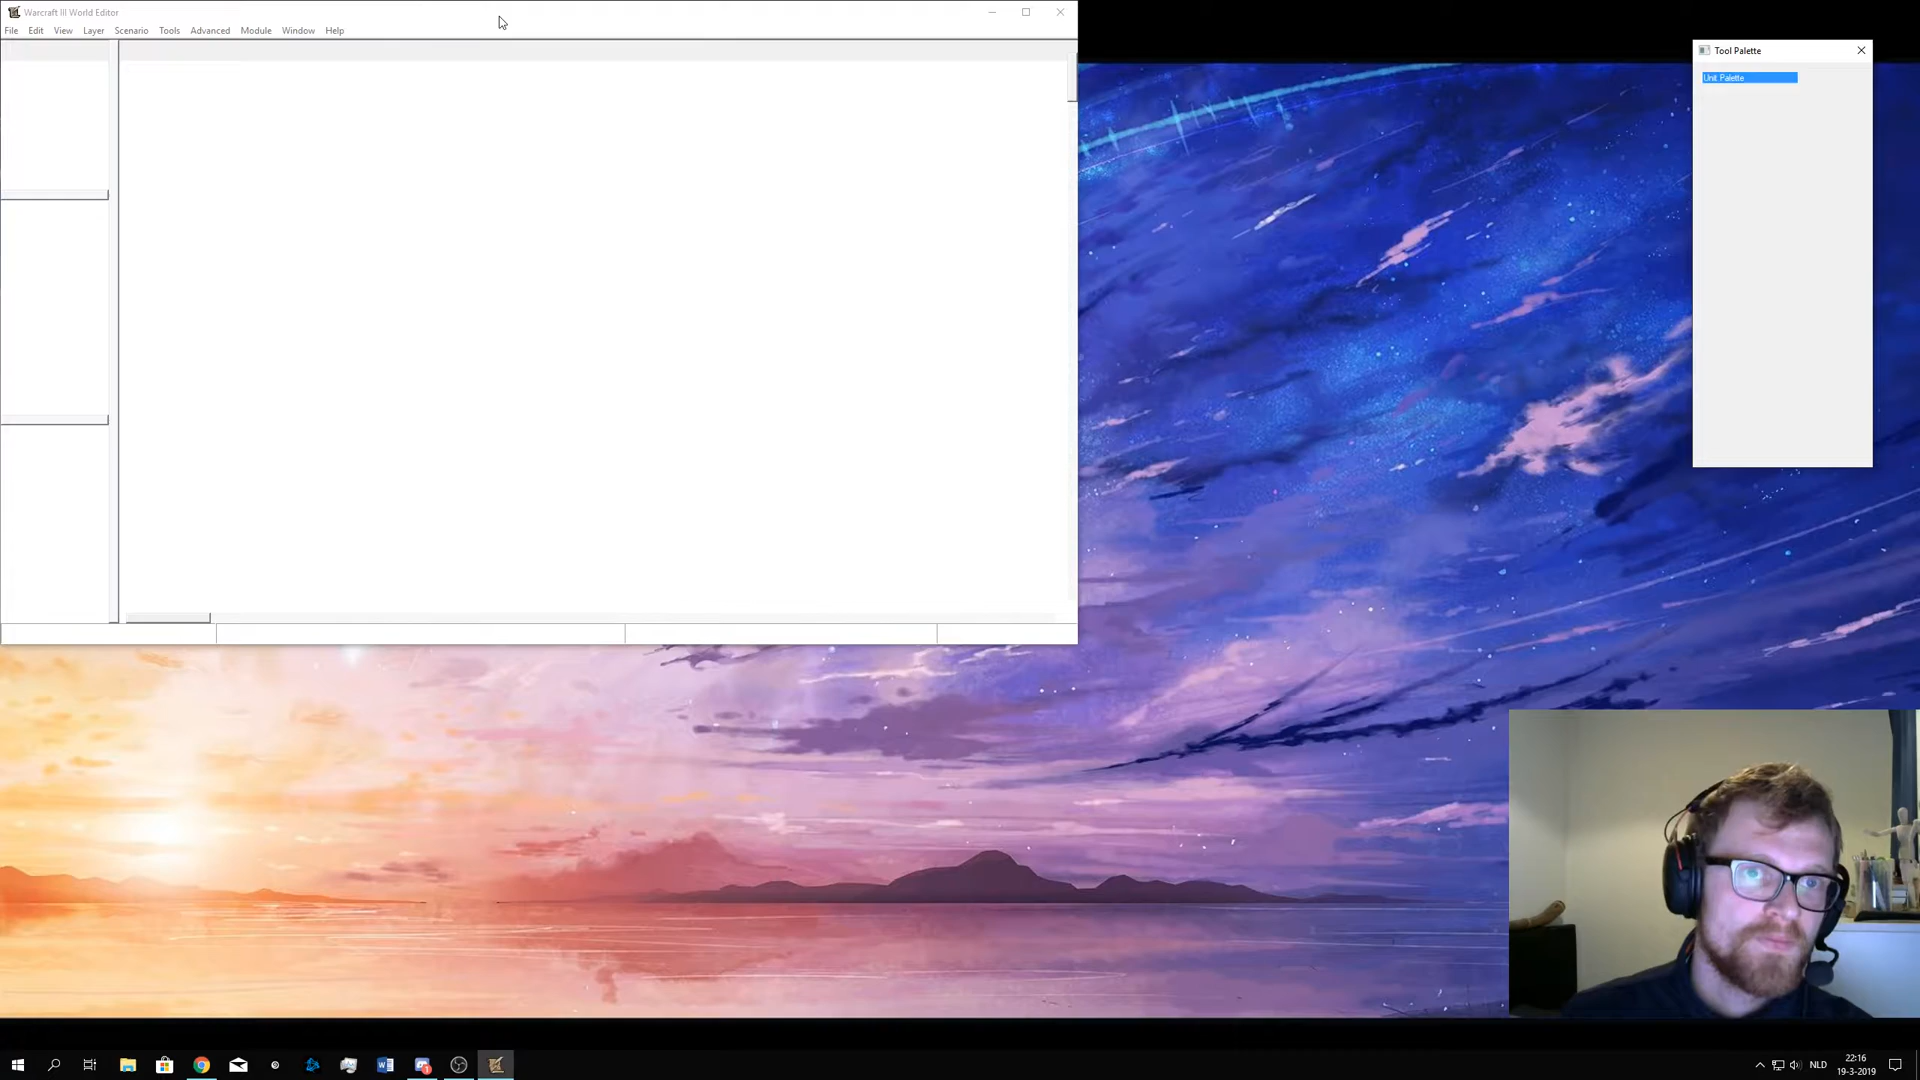 Warcraft III World Editor
File Edit View Layer Scenario Tools Advanced Module Window Help
Tool Palette
Unit Palette
NLD
22:16
19-3-2019